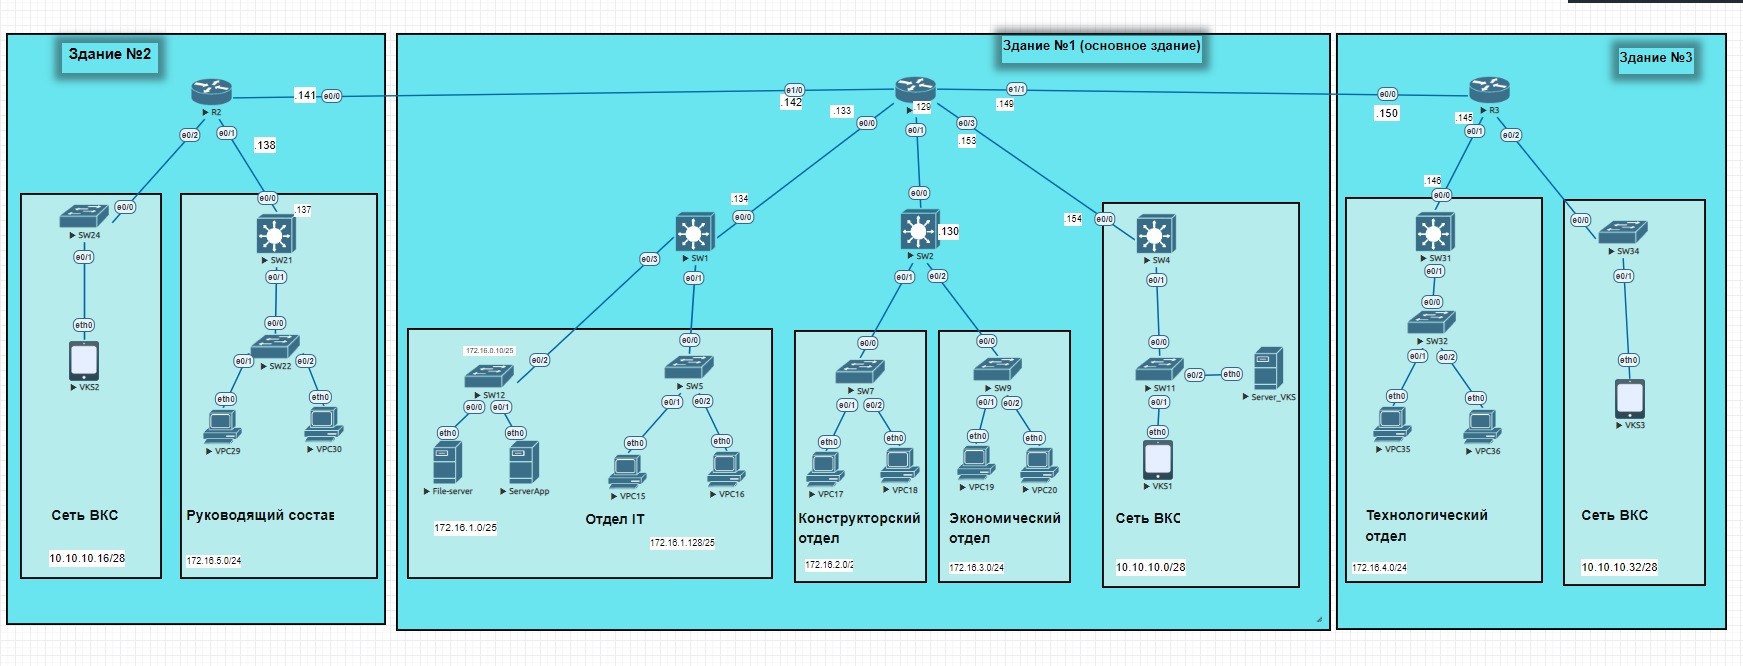 Здание №2
R2
.141
e0/0
e0/2
e0/1
.138
e0/0
SW24
e0/1
eth0
VKS2
e0/0
.137
SW21
e0/1
e0/0
SW22
e0/1
e0/2
eth0
eth0
VPC29
VPC30
Сеть ВКС
10.10.10.16/28
Руководящий состав
172.16.5.0/24
Здание №1 (основное здание)
e1/0
.142
.133
.129
e1/1
.149
e0/0
e0/1
e0/3
.153
.134
e0/0
SW1
e0/3
e0/1
e0/0
.130
SW2
e0/1
e0/2
.154
e0/0
SW4
e0/1
172.16.0.10/25
e0/2
SW12
e0/0
e0/1
eth0
eth0
File-server
ServerApp
172.16.1.0/25
e0/0
SW5
e0/1
e0/2
eth0
eth0
VPC15
VPC16
Отдел IT
172.16.1.128/25
e0/0
SW7
e0/1
e0/2
eth0
eth0
VPC17
VPC18
Конструкторский
отдел
172.16.2.0/2
e0/0
SW9
e0/1
e0/2
eth0
eth0
VPC19
VPC20
Экономический
отдел
172.16.3.0/24
e0/0
SW11
e0/2
eth0
Server_VKS
e0/1
eth0
VKS1
Сеть ВКС
10.10.10.0/28
Здание №3
e0/0
.150
R3
.145
e0/1
e0/2
.146
e0/0
SW31
e0/1
e0/0
SW32
e0/1
e0/2
eth0
eth0
VPC35
VPC36
Технологический
отдел
172.16.4.0/24
e0/0
SW34
e0/1
eth0
VKS3
Сеть ВКС
10.10.10.32/28